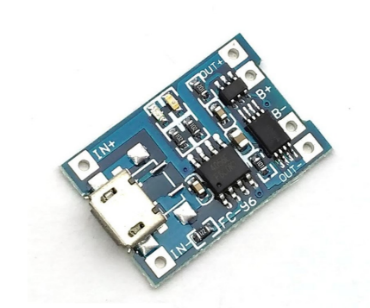 OUT+
B+
B-
OUT-
IN+
IN-
FC-96